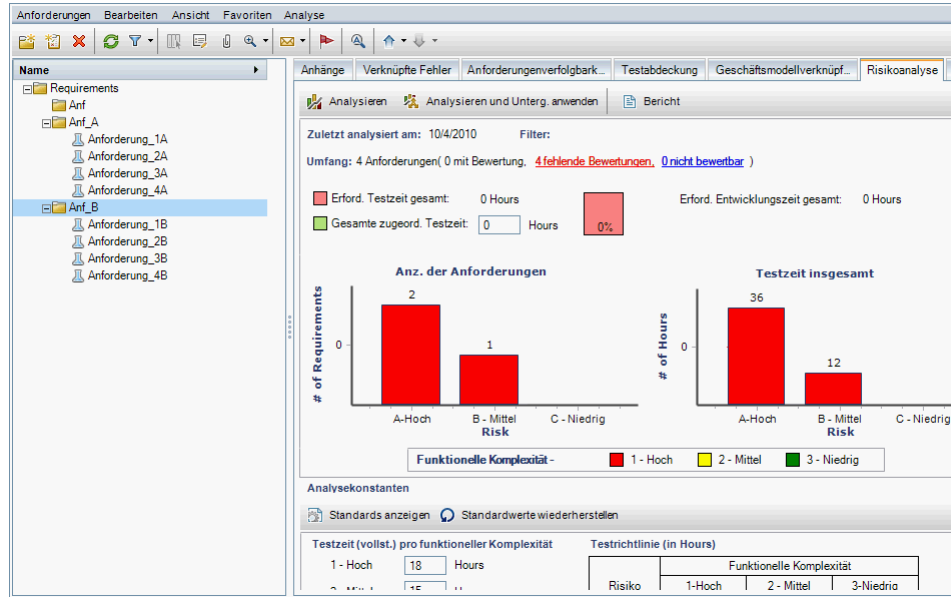 Anforderungen Bearbeiten Ansicht Favoriten Analyse
Name
Requirements
Anf
Anf_A
Anforderung_1A
Anforderung_2A
Anforderung_3A
Anforderung_4A
Anf_B
Anforderung_1B
Anforderung_2B
Anforderung_3B
Anforderung_4B
Anhänge Verknüpfte Fehler Anforderungenverfolgbark... Testabdeckung Geschäftsmodellverknüpf... Risikoanalyse
Analysieren Analysieren und Unterg. anwenden Bericht
Zuletzt analysiert am: 10/4/2010 Filter:
Umfang: 4 Anforderungen( 0 mit Bewertung, 4 fehlende Bewertungen, 0 nicht bewertbar )
Erford. Testzeit gesamt: 0 Hours Erford. Entwicklungszeit gesamt: 0 Hours
Gesamte zugeord. Testzeit: 0 Hours 0%
Anz. der Anforderungen
# of Requirements
0
2
1
A-Hoch B - Mittel C - Niedrig
Risk
Testzeit insgesamt
# of Hours
0
36
12
A-Hoch B - Mittel C - Niedrig
Risk
Funktionelle Komplexität - 1 - Hoch 2 - Mittel 3 - Niedrig
Analysekonstanten
Standards anzeigen Standardwerte wiederherstellen
Testzeit (vollst.) pro funktioneller Komplexität Testrichtlinie (in Hours)
1 - Hoch 18 Hours
Funktionelle Komplexität
Risiko 1-Hoch 2 - Mittel 3-Niedrig